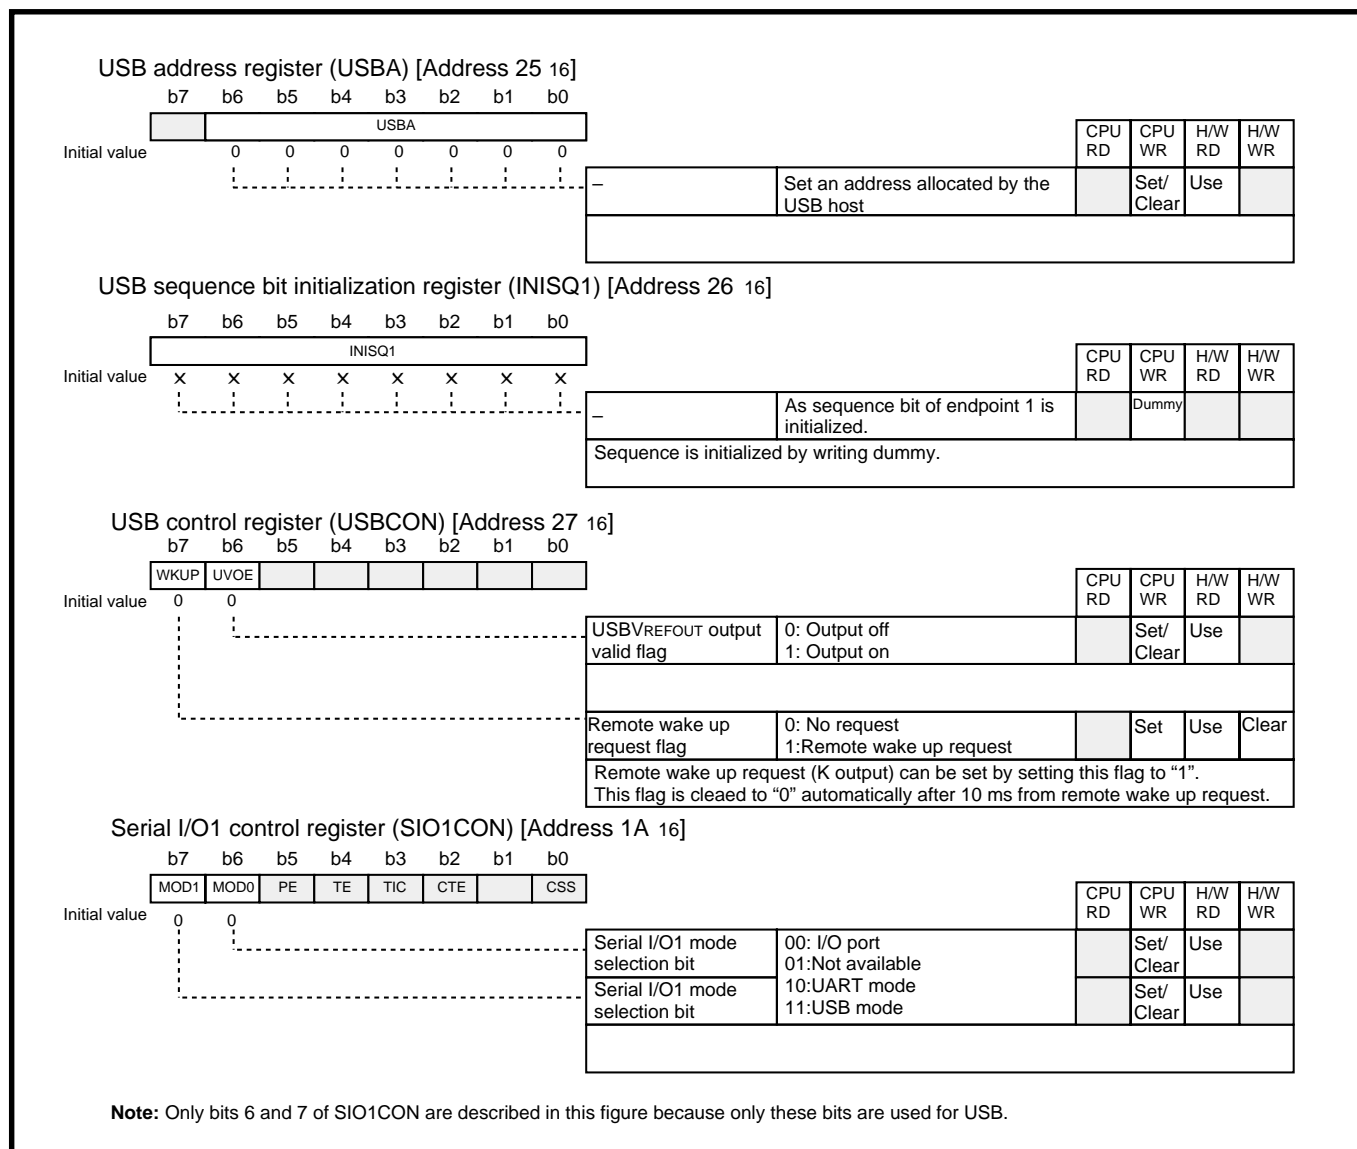 USB address register (USBA) [Address 25 16]
b7 b6 b5 b4 b3 b2 b1 b0
USBA
Initial value 0 0 0 0 0 0 0
CPU RD CPU WR H/W RD H/W WR
– Set an address allocated by the Set/ Use
USB host Clear
USB sequence bit initialization register (INISQ1) [Address 26 16]
b7 b6 b5 b4 b3 b2 b1 b0
INISQ1
Initial value × × × × × × × ×
CPU RD CPU WR H/W RD H/W WR
– As sequence bit of endpoint 1 is Dummy
initialized.
Sequence is initialized by writing dummy.
USB control register (USBCON) [Address 27 16]
b7 b6 b5 b4 b3 b2 b1 b0
WKUP UVOE
Initial value 0 0
CPU RD CPU WR H/W RD H/W WR
USBVREFOUT output 0: Output off Set/ Use
valid flag 1: Output on Clear
Remote wake up 0: No request Set Use Clear
request flag 1:Remote wake up request
Remote wake up request (K output) can be set by setting this flag to “1”.
This flag is cleaed to “0” automatically after 10 ms from remote wake up request.
Serial I/O1 control register (SIO1CON) [Address 1A 16]
b7 b6 b5 b4 b3 b2 b1 b0
MOD1 MOD0 PE TE TIC CTE CSS
Initial value 0 0
CPU RD CPU WR H/W RD H/W WR
Serial I/O1 mode 00: I/O port Set/ Use
selection bit 01:Not available Clear
Serial I/O1 mode 10:UART mode Set/ Use
selection bit 11:USB mode Clear
Note: Only bits 6 and 7 of SIO1CON are described in this figure because only these bits are used for USB.